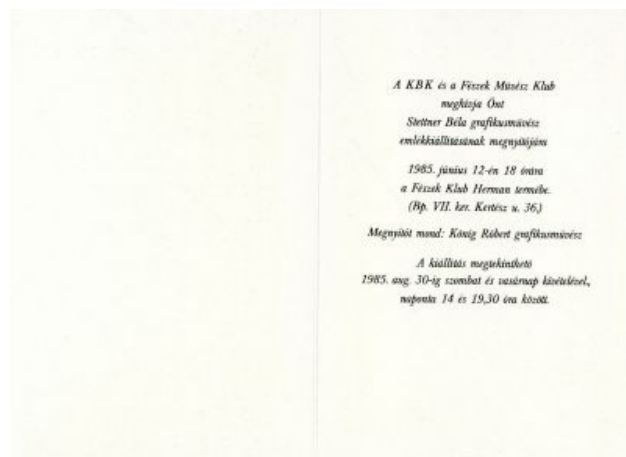 A KBK és a Fészek Művész Klub
meghívja Önt
Stettner Béla grafikusművész
emlékkiállításának megnyitójára
1985. június 12-én 18 órára
a Fészek Klub Herman termébe.
(Bp. VII. ker. Kertész u. 36.)
Megnyitót mond: König Róbert grafikusművész
A kiállítás megtekinthető
1985. aug. 30-ig szombat és vasárnap kivételével,
naponta 14 és 19,30 óra között.